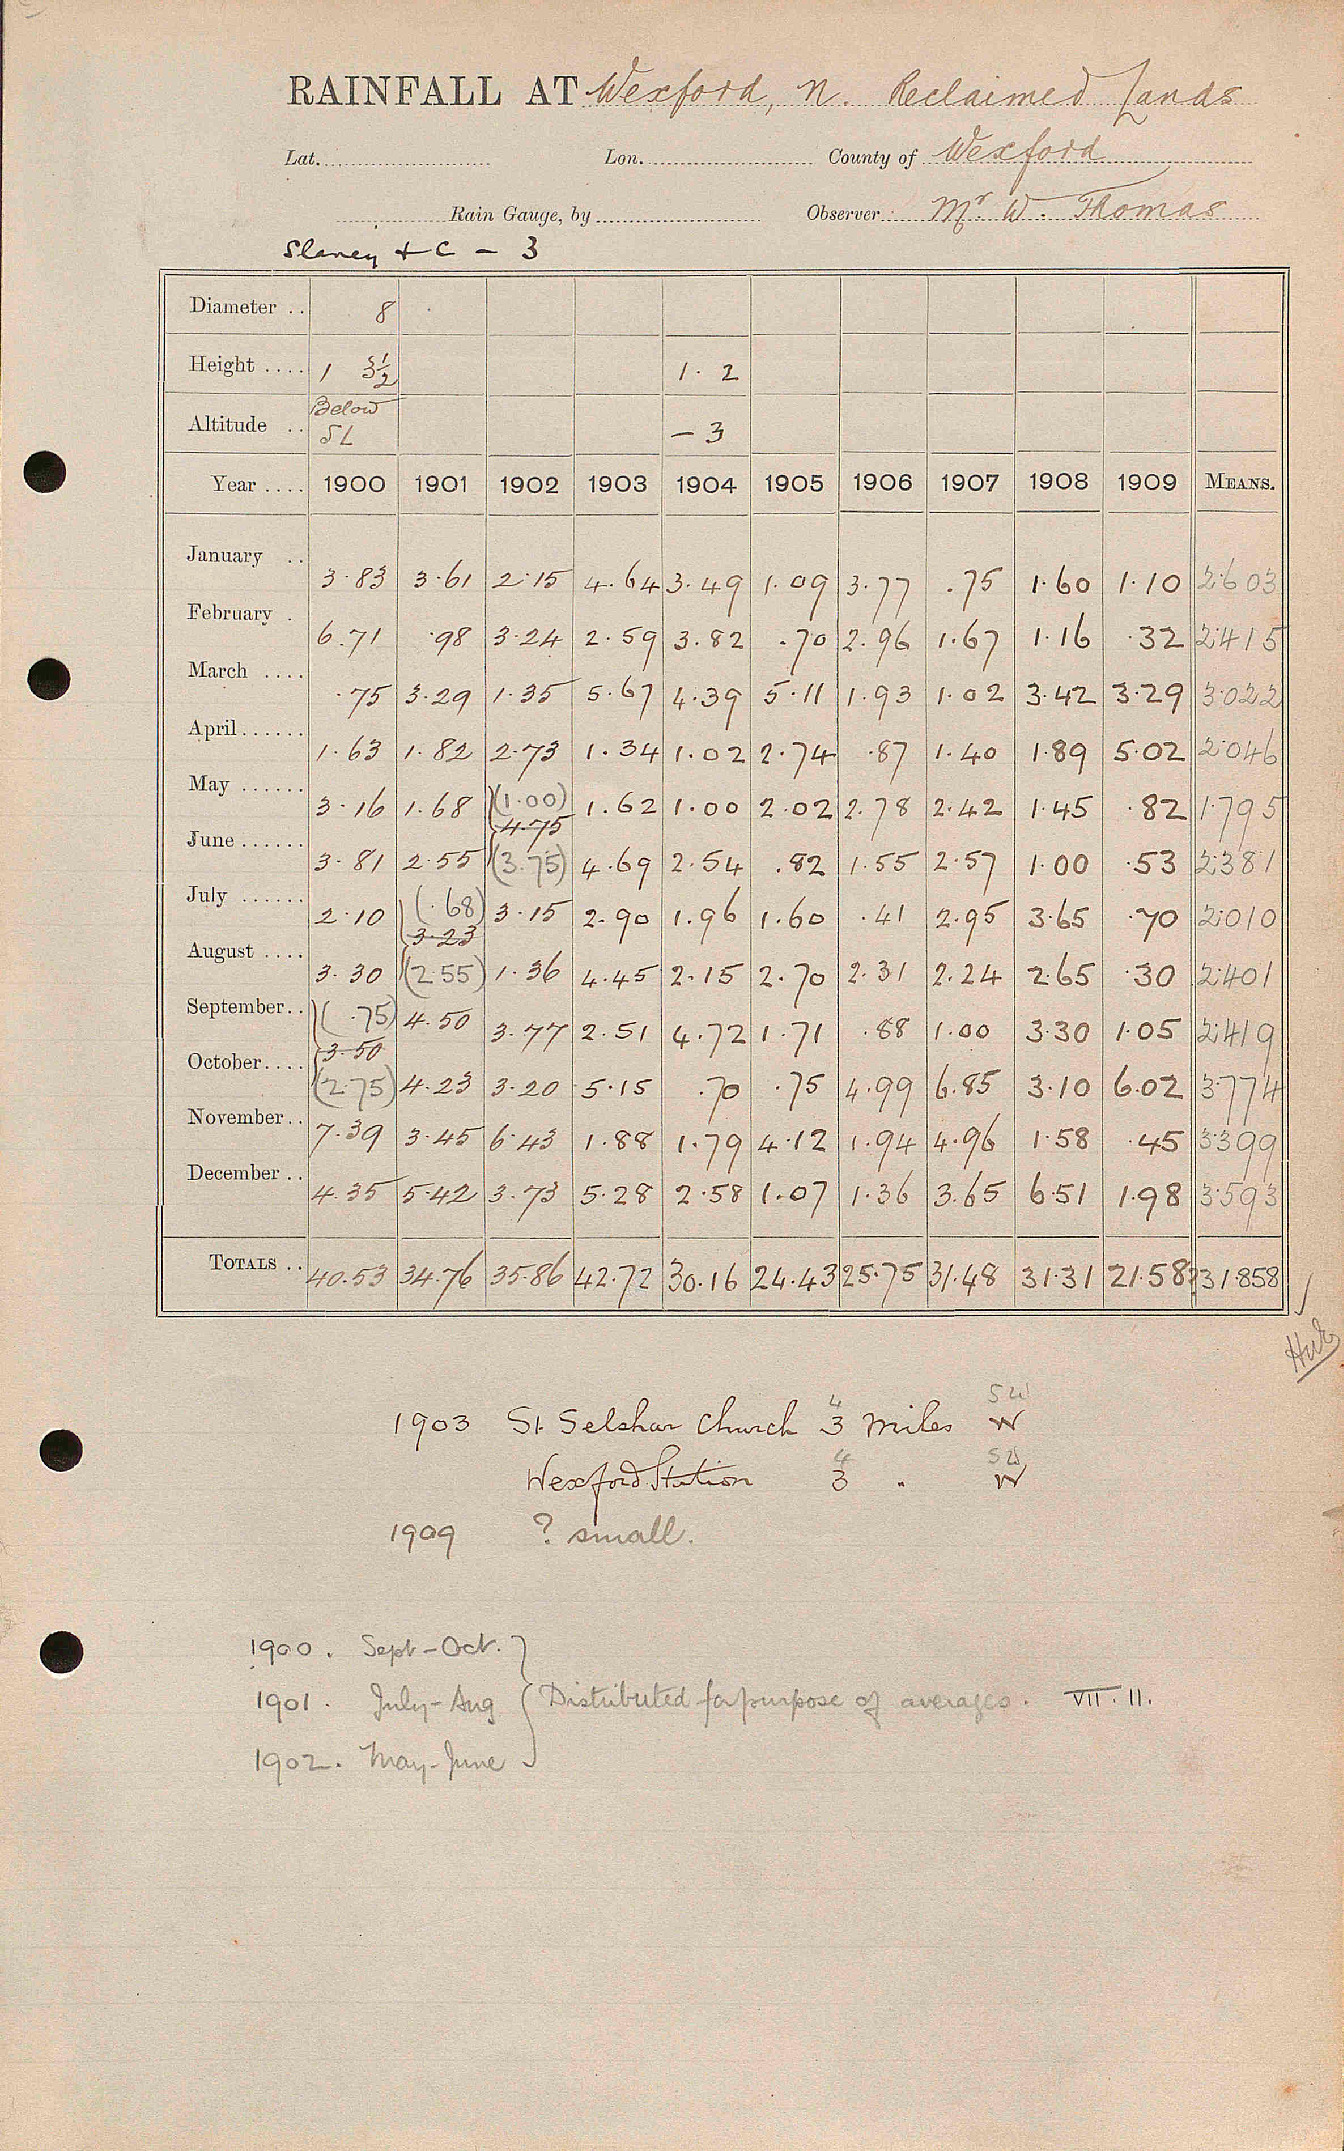 RAINFALL AT Wexford, N. Reclaimed Lands
Lat. Lon. County of Wexford
Rain Gauge, by Observer Mr W. Thomas
Slaney & C - 3
Diameter .. 8
Height .... 1 3½ 1. 2
Altitude .. Below SL - 3
Year .... 1900 1901 1902 1903 1904 1905 1906 1907 1908 1909 MEANS.
January .. 3.83 3.61 2.15 4.64 3.49 1.09 3.77 .75 1.60 1.10 2.603
February . 6.71 .98 3.24 2.59 3.82 .70 2.96 1.67 1.16 .32 2.415
March .... .75 3.29 1.35 5.67 4.39 5.11 1.93 1.02 3.42 3.29 3.022
April ...... 1.63 1.82 2.73 1.34 1.02 2.74 .87 1.40 1.89 5.02 2.046
May ...... 3.16 1.68 (1.00) 1.62 1.00 2.02 2.78 2.42 1.45 .82 1.795
4.75
June ...... 3.81 2.55 (3.75) 4.69 2.54 .82 1.55 2.57 1.00 .53 2.381
July ...... 2.10 (.68) 3.15 2.90 1.96 1.60 .41 2.95 3.65 .70 2.010
3.23
August .... 3.30 (2.55) 1.36 4.45 2.15 2.70 2.31 2.24 2.65 .30 2.401
September.. (.75) 4.50 3.77 2.51 4.72 1.71 .88 1.00 3.30 1.05 2.419
3.50
October.... (2.75) 4.23 3.20 5.15 .70 .75 4.99 6.85 3.10 6.02 3.774
November.. 7.39 3.45 6.43 1.88 1.79 4.12 1.94 4.96 1.58 .45 3.399
December .. 4.35 5.42 3.73 5.28 2.58 1.07 1.36 3.65 6.51 1.98 3.593
TOTALS .. 40.53 34.76 35.86 42.72 30.16 24.43 25.75 31.48 31.31 21.58? 31.858
4 SW
1903 St Selskar Church 3 miles W
4 SW
Wexford Station 3 " W
1909 ? small.
1900. Sept-Oct.
1901. July-Aug } Distributed for purpose of averages. VII.11.
1902. May-June